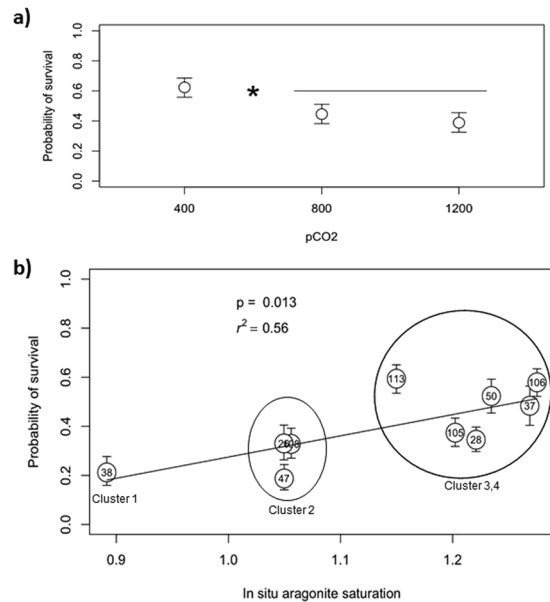 a)
Probability of survival
1.0
0.8
0.6
0.4
0.2
0.0
*
400
800
1200
pCO2
b)
Probability of survival
1.0
0.8
0.6
0.4
0.2
0.0
p = 0.013
r² = 0.56
113
50
106
37
105
28
38
47
Cluster 1
Cluster 2
Cluster 3,4
0.9
1.0
1.1
1.2
In situ aragonite saturation